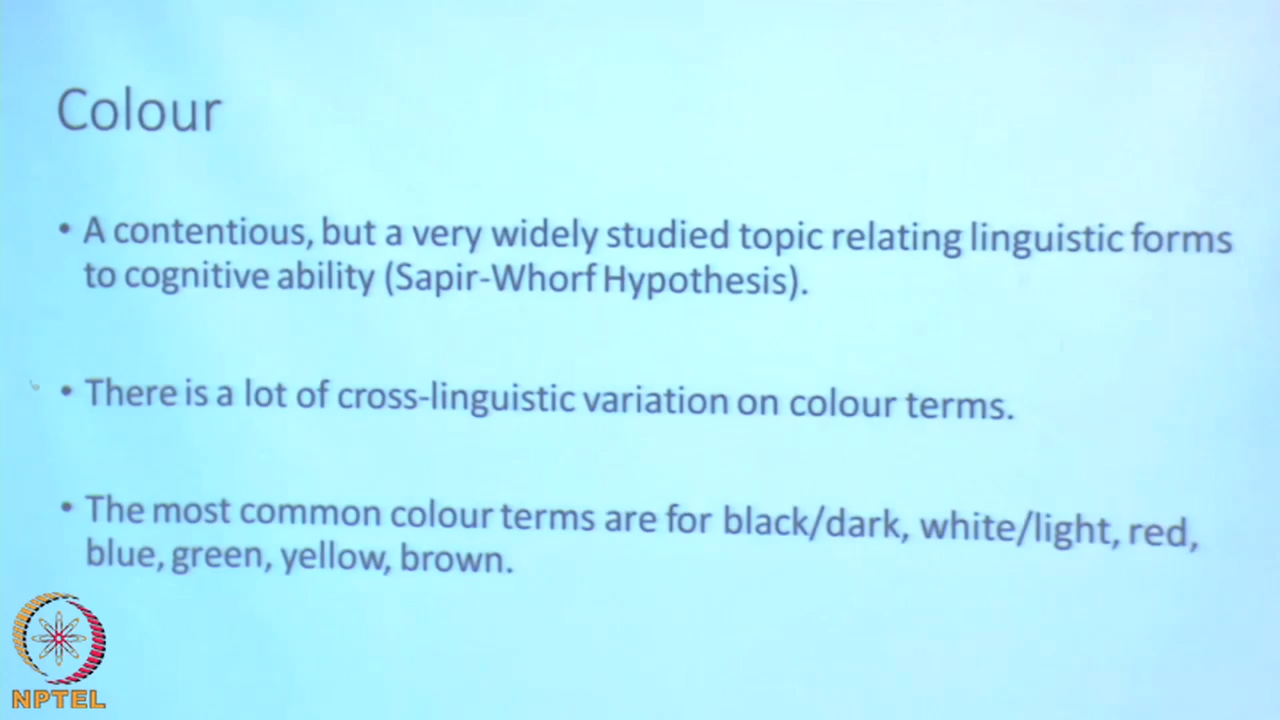 Colour
• A contentious, but a very widely studied topic relating linguistic forms
to cognitive ability (Sapir-Whorf Hypothesis).
• There is a lot of cross-linguistic variation on colour terms.
• The most common colour terms are for black/dark, white/light, red,
blue, green, yellow, brown.
NPTEL